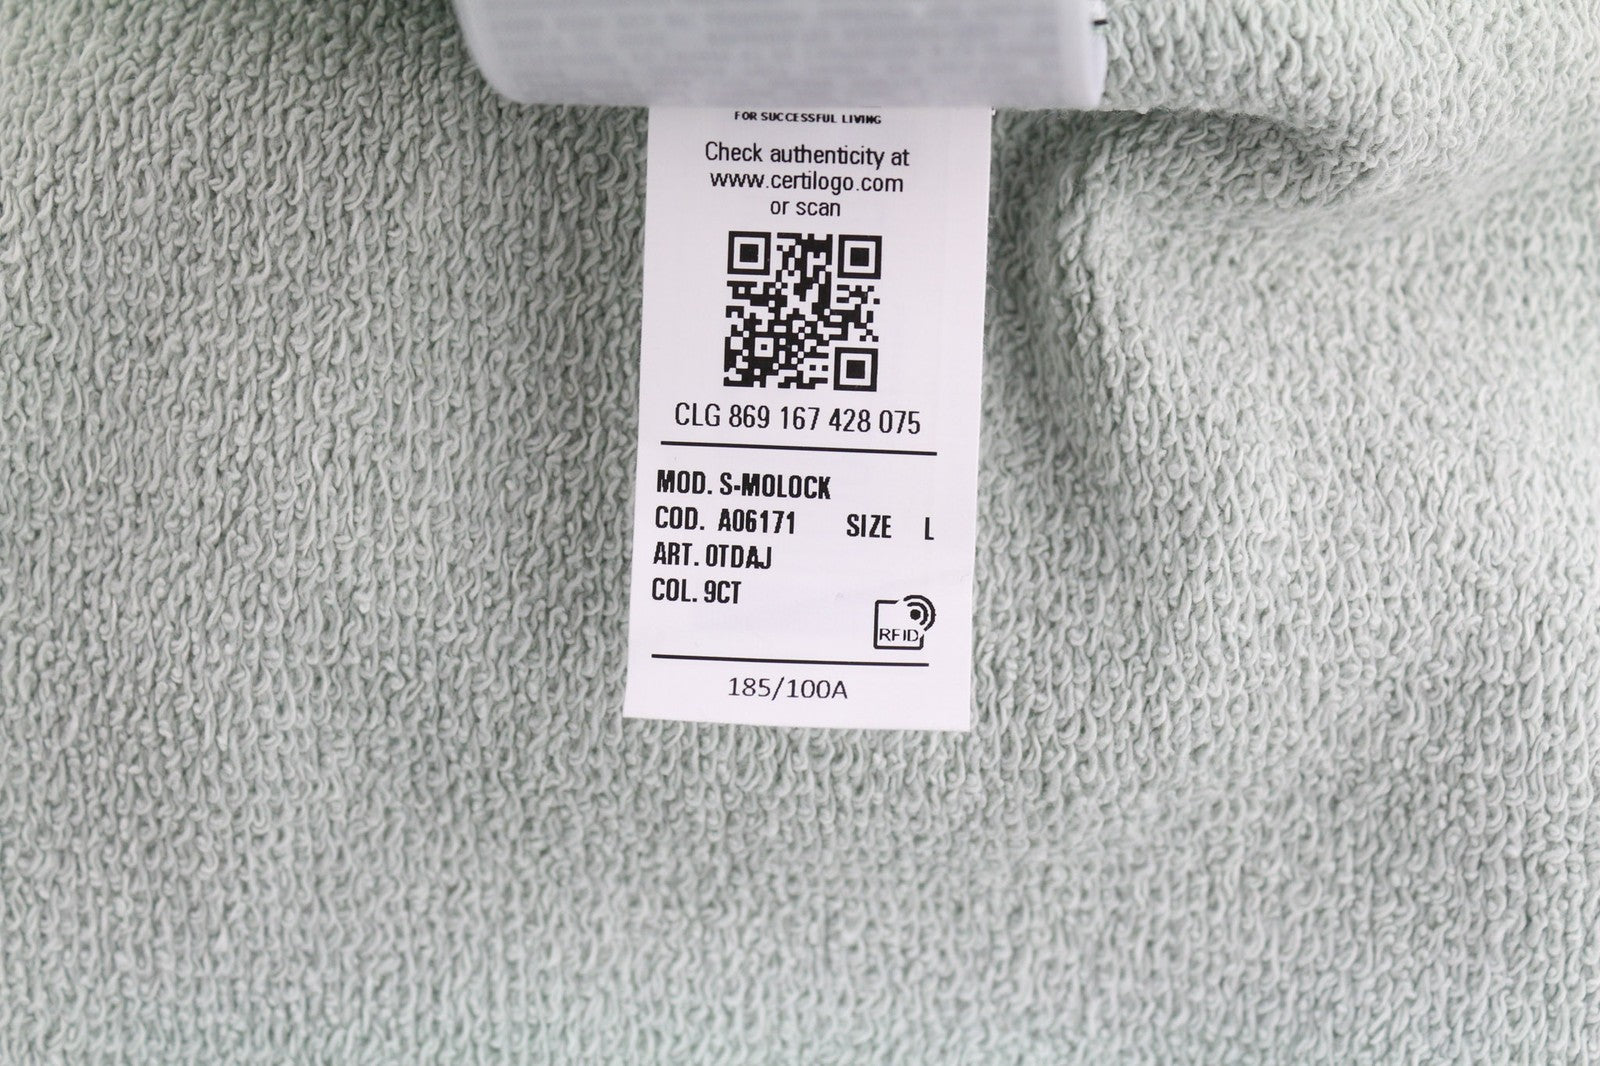 FOR SUCCESSFUL LIVING
Check authenticity at
www.certilogo.com
or scan
CLG 869 167 428 075
MOD. S-MOLOCK
COD. A06171 SIZE L
ART. 0TDAJ
COL. 9CT
RFID
185/100A